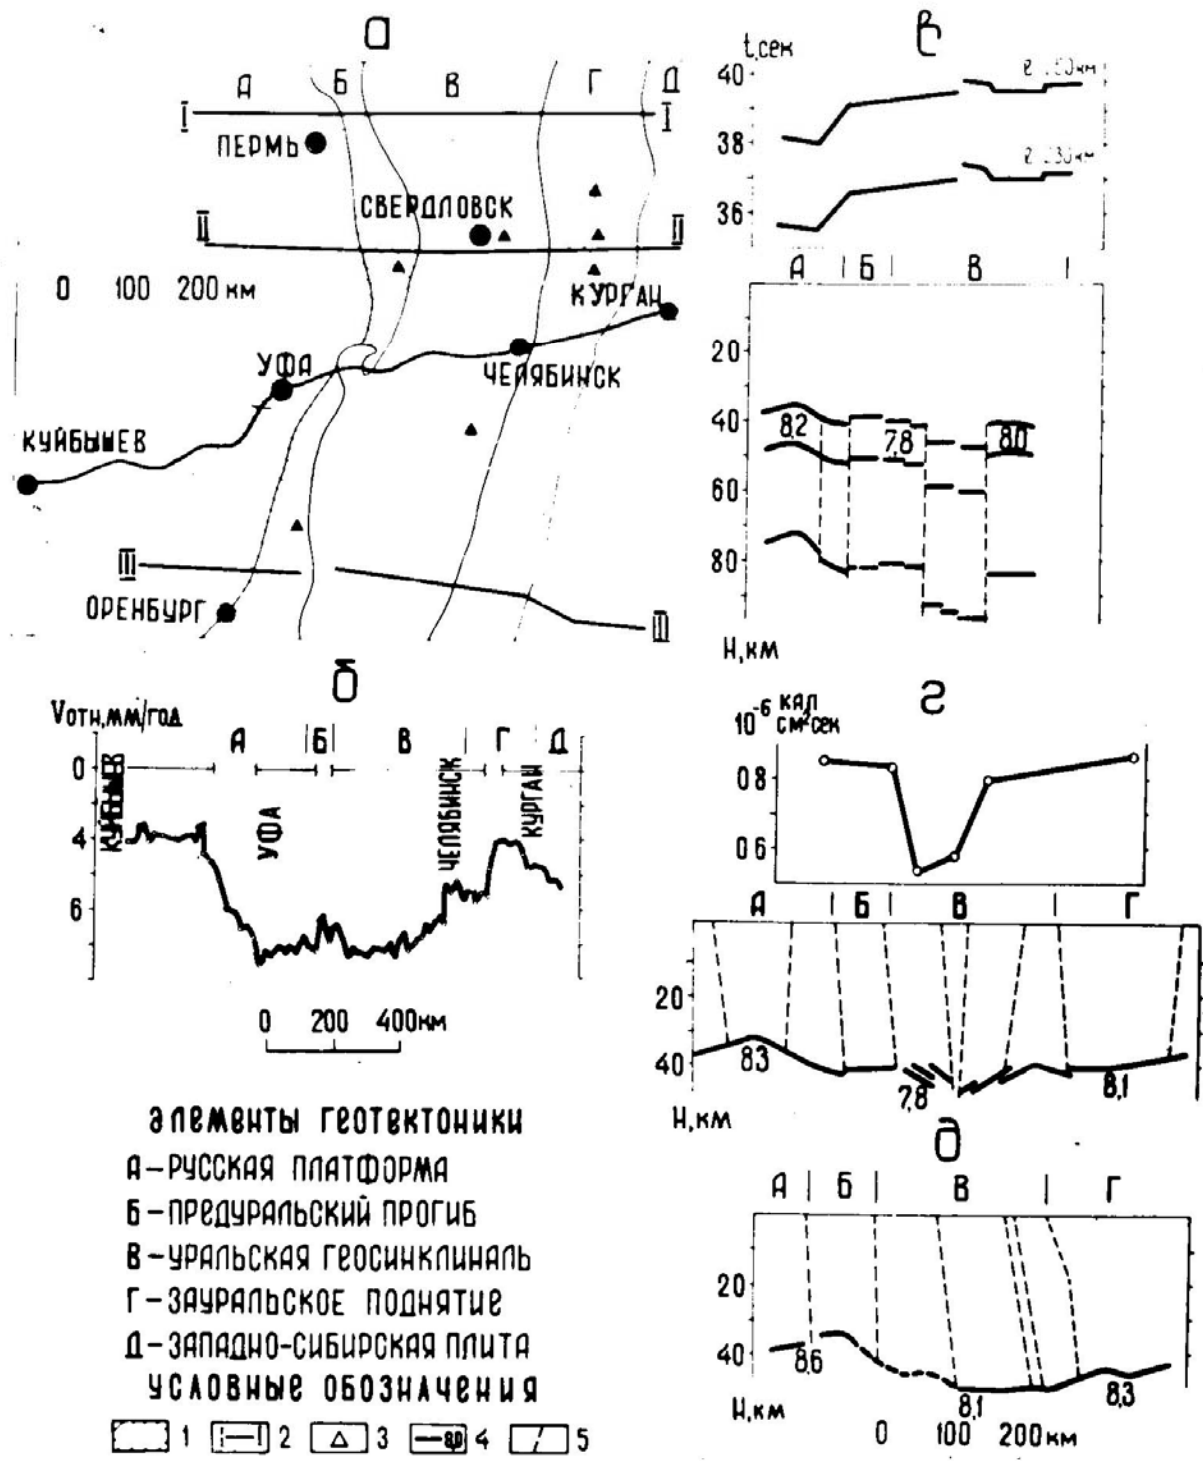 а
А Б В Г Д
I I
ПЕРМЬ
СВЕРДЛОВСК
II II
0 100 200 км
КУРГАН
УФА
ЧЕЛЯБИНСК
КУЙБЫШЕВ
III
ОРЕНБУРГ
III
б
Vотн,мм/год
А Б В Г Д
0
4
6
КУЙБЫШЕВ
УФА
ЧЕЛЯБИНСК
КУРГАН
0 200 400км
в
t,сек
40
38
36
А Б В
20
40
60
80
8,2 7,8 8,0
Н,км
г
10⁻⁶ кал
см²сек
0 8
0 6
А Б В Г
20
40
83 7,8 8,1
Н,км
д
А Б В Г
20
40
8,6 8,1 8,3
Н,км
0 100 200км
ЭЛЕМЕНТЫ ГЕОТЕКТОНИКИ
А–РУССКАЯ ПЛАТФОРМА
Б–ПРЕДУРАЛЬСКИЙ ПРОГИБ
В–УРАЛЬСКАЯ ГЕОСИНКЛИНАЛЬ
Г–ЗАУРАЛЬСКОЕ ПОДНЯТИЕ
Д–ЗАПАДНО-СИБИРСКАЯ ПЛИТА
УСЛОВНЫЕ ОБОЗНАЧЕНИЯ
1 2 3 8,0 4 5